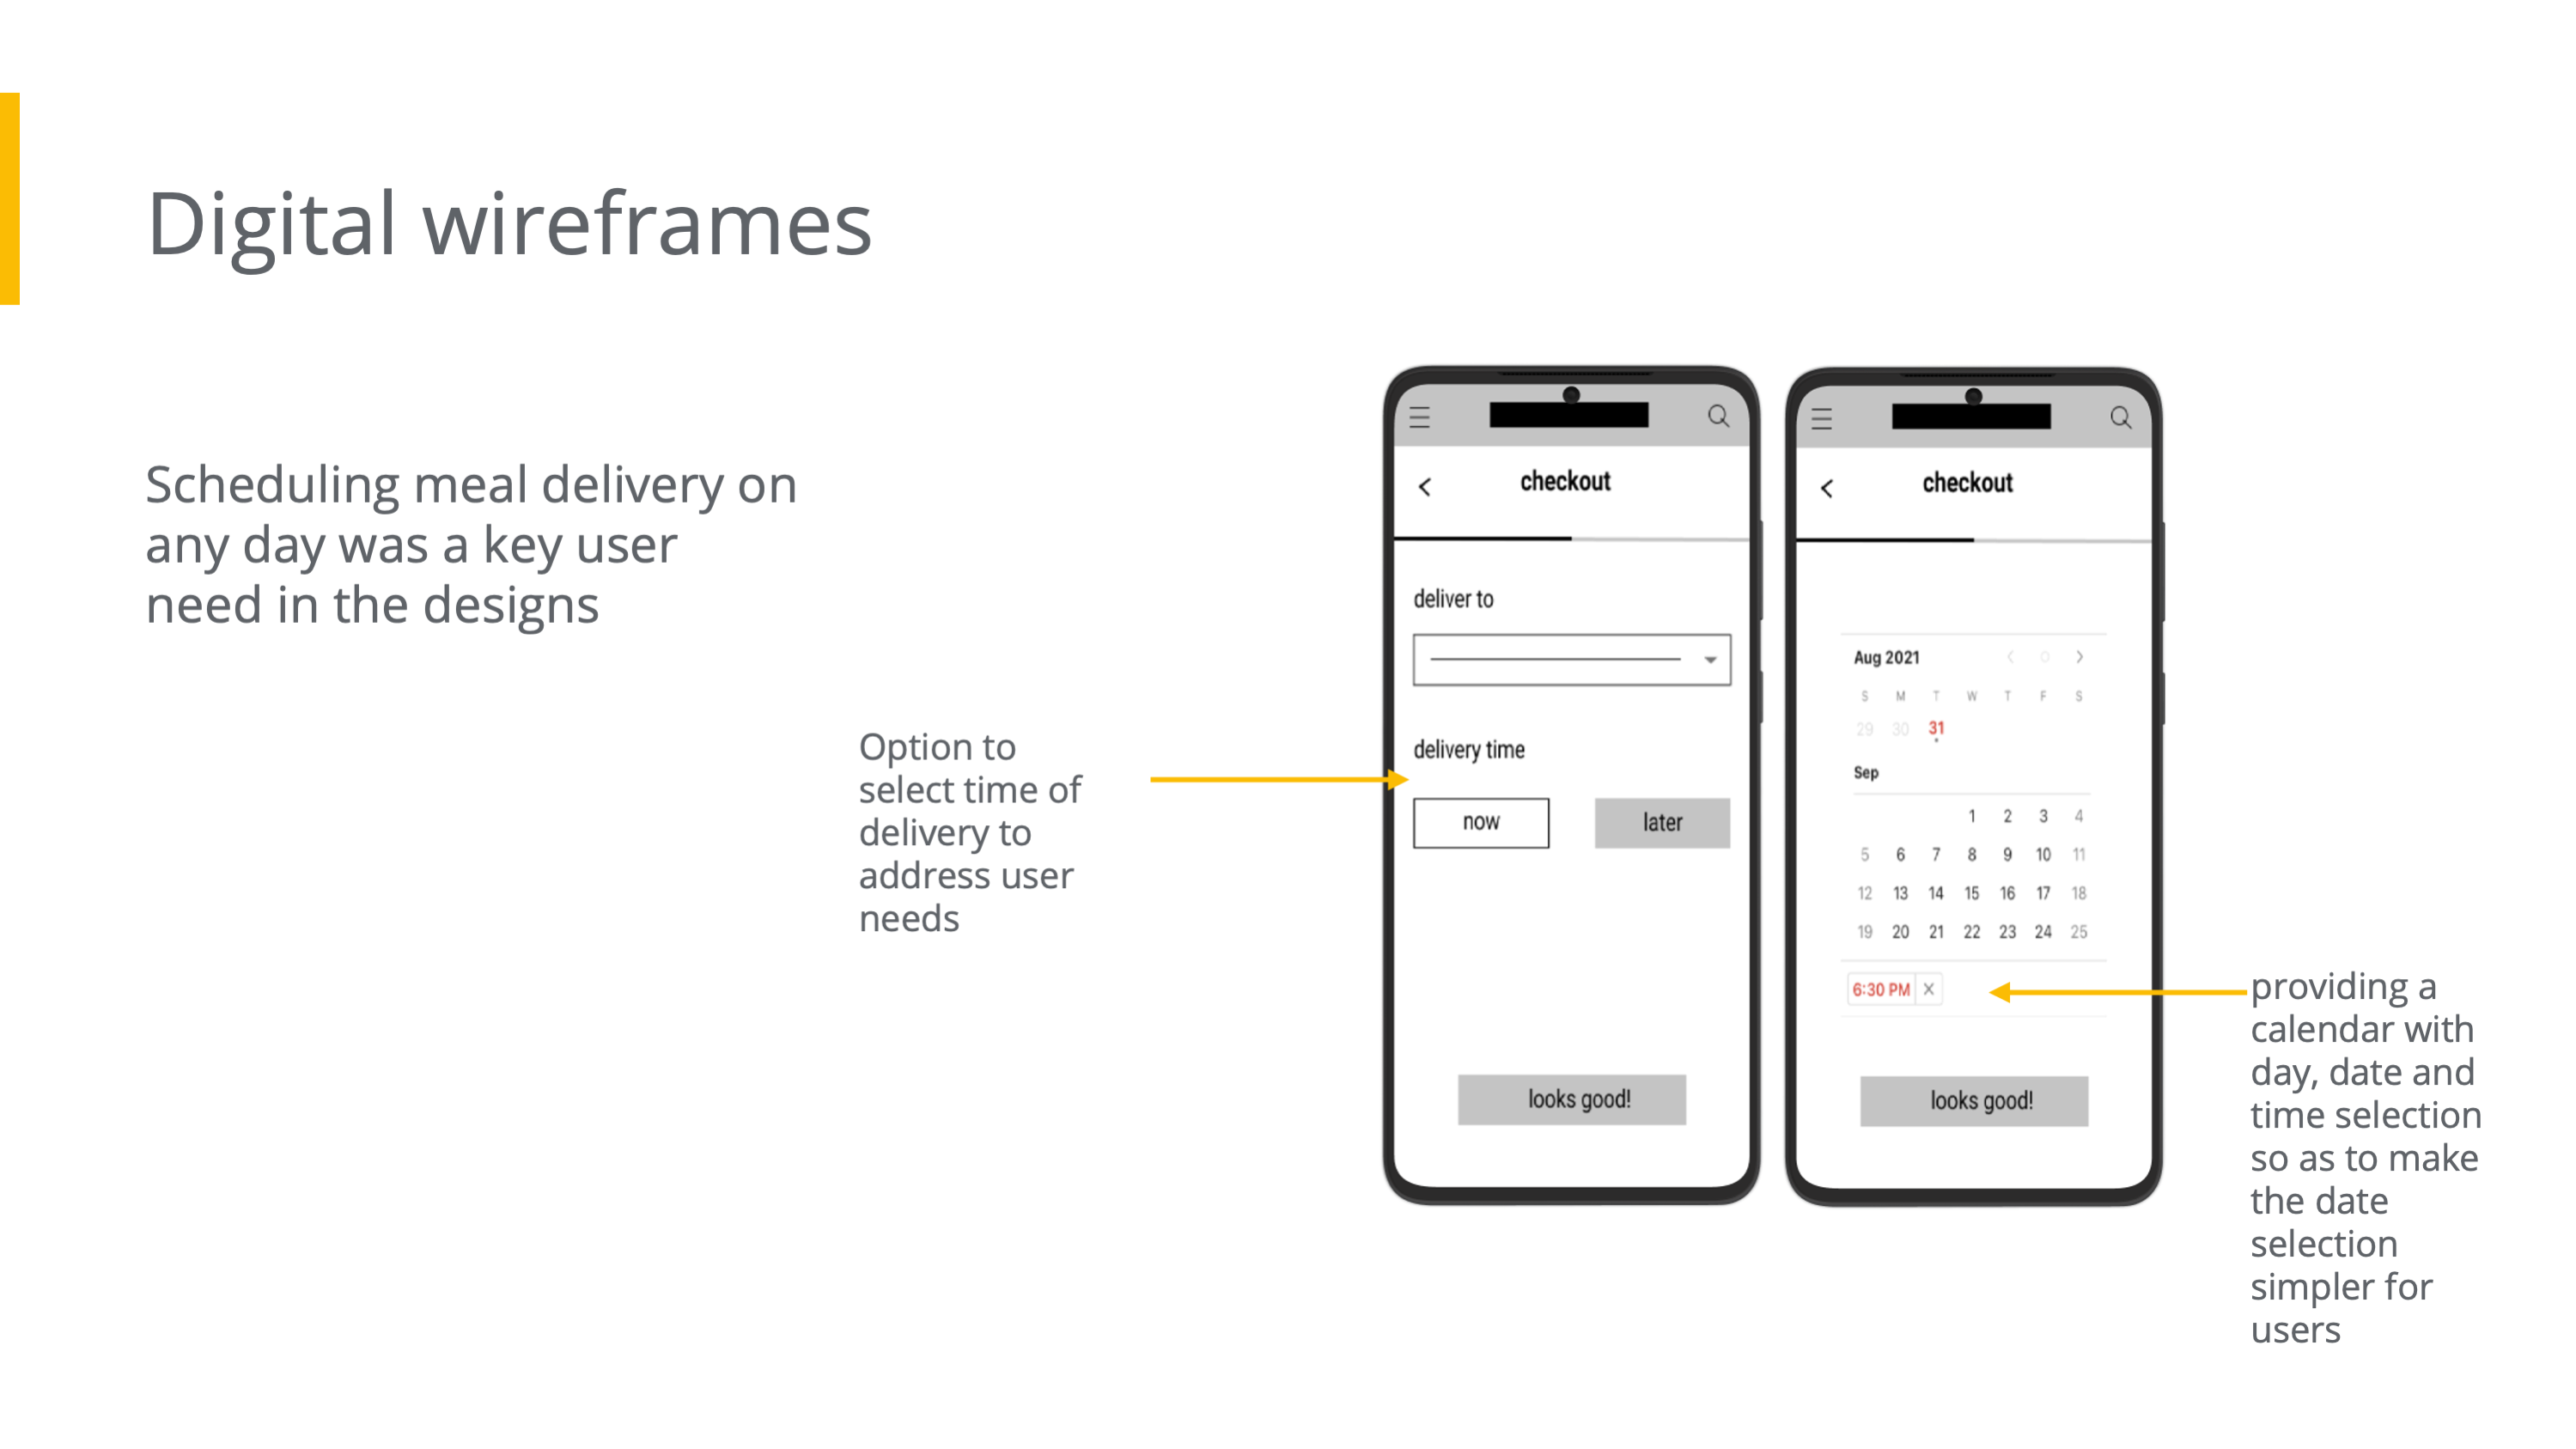 Digital wireframes
Scheduling meal delivery on
any day was a key user
need in the designs
Option to
select time of
delivery to
address user
needs
checkout
deliver to
delivery time
now later
looks good!
checkout
Aug 2021
S M T W T F S
29 30 31
Sep
1 2 3 4
5 6 7 8 9 10 11
12 13 14 15 16 17 18
19 20 21 22 23 24 25
6:30 PM X
looks good!
providing a
calendar with
day, date and
time selection
so as to make
the date
selection
simpler for
users